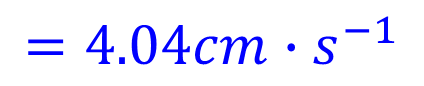 = 4.04cm · s⁻¹